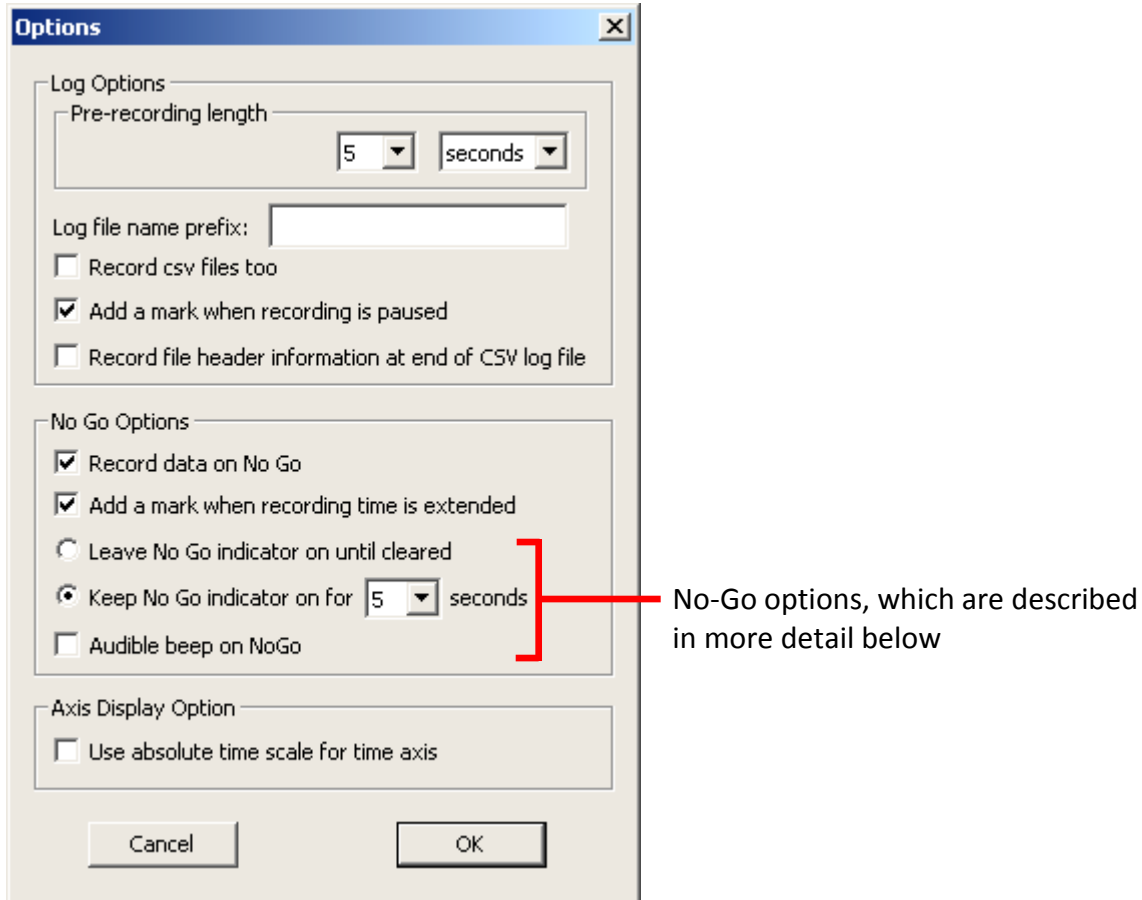 Options
Log Options
Pre-recording length
5 seconds
Log file name prefix:
Record csv files too
Add a mark when recording is paused
Record file header information at end of CSV log file
No Go Options
Record data on No Go
Add a mark when recording time is extended
Leave No Go indicator on until cleared
Keep No Go indicator on for 5 seconds
Audible beep on NoGo
No-Go options, which are described
in more detail below
Axis Display Option
Use absolute time scale for time axis
Cancel OK